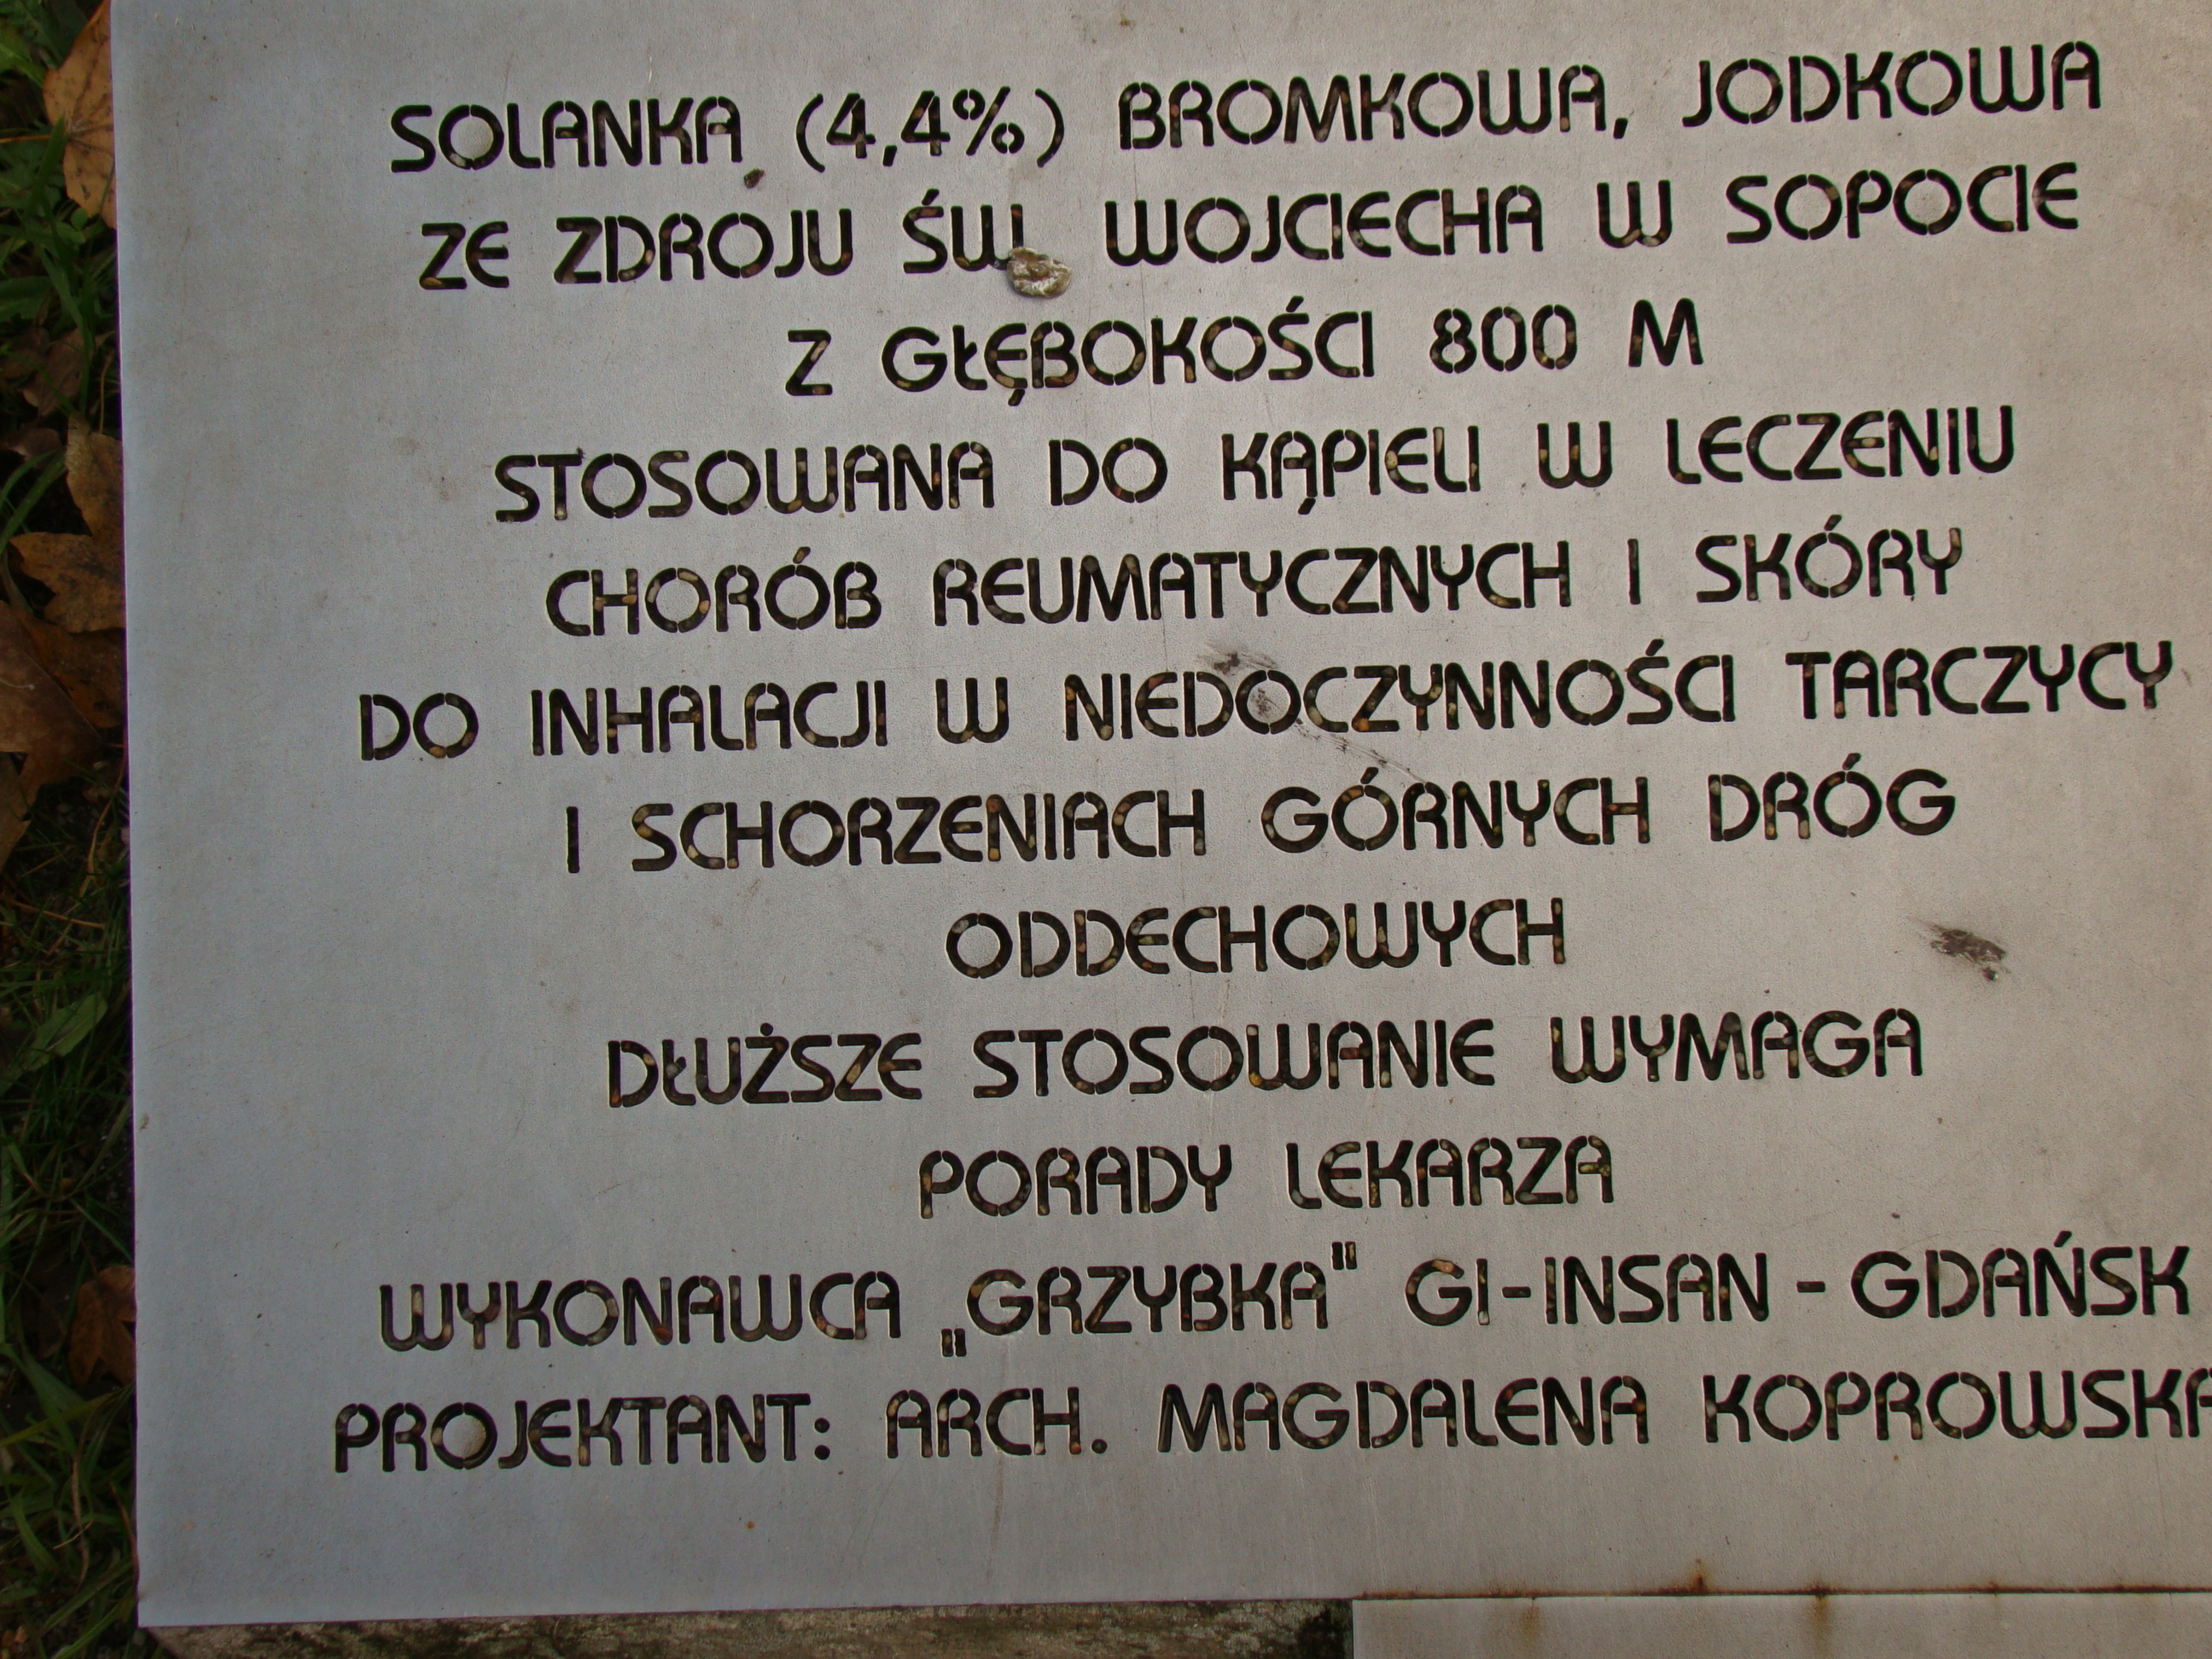 SOLANKA (4,4%) BROMKOWA, JODKOWA
ZE ZDROJU ŚW. WOJCIECHA W SOPOCIE
Z GŁĘBOKOŚCI 800 M
STOSOWANA DO KĄPIELI W LECZENIU
CHORÓB REUMATYCZNYCH I SKÓRY
DO INHALACJI W NIEDOCZYNNOŚCI TARCZYCY
I SCHORZENIACH GÓRNYCH DRÓG
ODDECHOWYCH
DŁUŻSZE STOSOWANIE WYMAGA
PORADY LEKARZA
WYKONAWCA „GRZYBKA" GI-INSAN - GDAŃSK
PROJEKTANT: ARCH. MAGDALENA KOPROWSKA